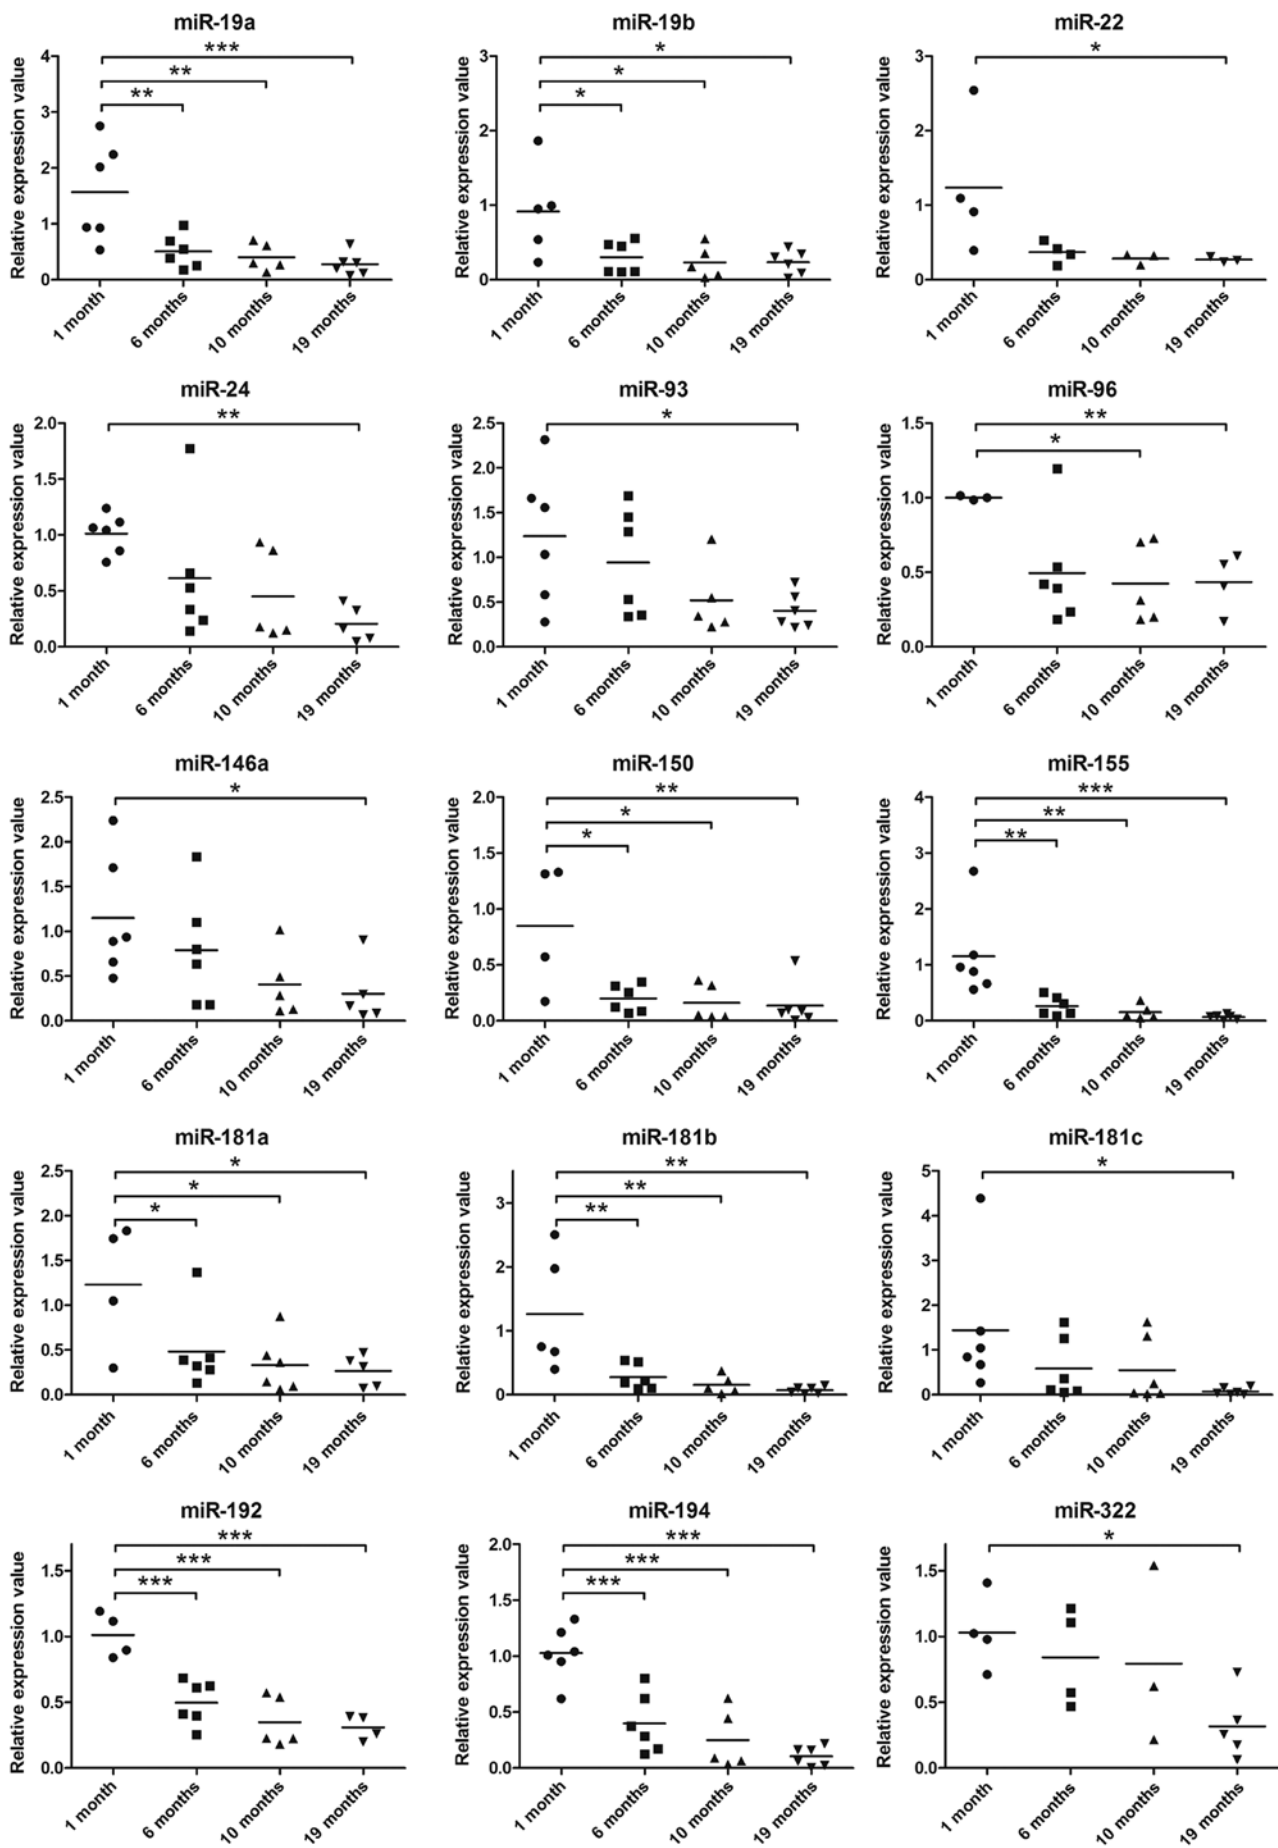 miR-19a
Relative expression value
4
3
2
1
0
***
**
**
1 month
6 months
10 months
19 months
miR-19b
Relative expression value
3
2
1
0
*
*
*
1 month
6 months
10 months
19 months
miR-22
Relative expression value
3
2
1
0
*
1 month
6 months
10 months
19 months
miR-24
Relative expression value
2.0
1.5
1.0
0.5
0.0
**
1 month
6 months
10 months
19 months
miR-93
Relative expression value
2.5
2.0
1.5
1.0
0.5
0.0
*
1 month
6 months
10 months
19 months
miR-96
Relative expression value
1.5
1.0
0.5
0.0
**
*
1 month
6 months
10 months
19 months
miR-146a
Relative expression value
2.5
2.0
1.5
1.0
0.5
0.0
*
1 month
6 months
10 months
19 months
miR-150
Relative expression value
2.0
1.5
1.0
0.5
0.0
**
*
*
1 month
6 months
10 months
19 months
miR-155
Relative expression value
4
3
2
1
0
***
**
**
1 month
6 months
10 months
19 months
miR-181a
Relative expression value
2.5
2.0
1.5
1.0
0.5
0.0
*
*
*
1 month
6 months
10 months
19 months
miR-181b
Relative expression value
3
2
1
0
**
**
**
1 month
6 months
10 months
19 months
miR-181c
Relative expression value
5
4
3
2
1
0
*
1 month
6 months
10 months
19 months
miR-192
Relative expression value
1.5
1.0
0.5
0.0
***
***
***
1 month
6 months
10 months
19 months
miR-194
Relative expression value
2.0
1.5
1.0
0.5
0.0
***
***
***
1 month
6 months
10 months
19 months
miR-322
Relative expression value
1.5
1.0
0.5
0.0
*
1 month
6 months
10 months
19 months